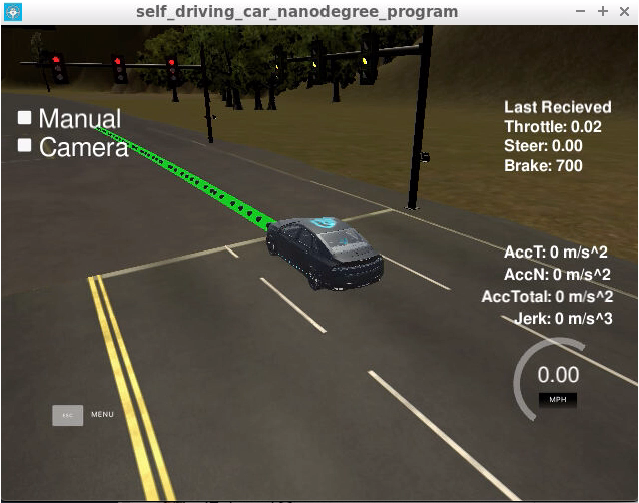 self_driving_car_nanodegree_program
Manual
Camera
Last Recieved
Throttle: 0.02
Steer: 0.00
Brake: 700
AccT: 0 m/s^2
AccN: 0 m/s^2
AccTotal: 0 m/s^2
Jerk: 0 m/s^3
0.00
MPH
ESC
MENU